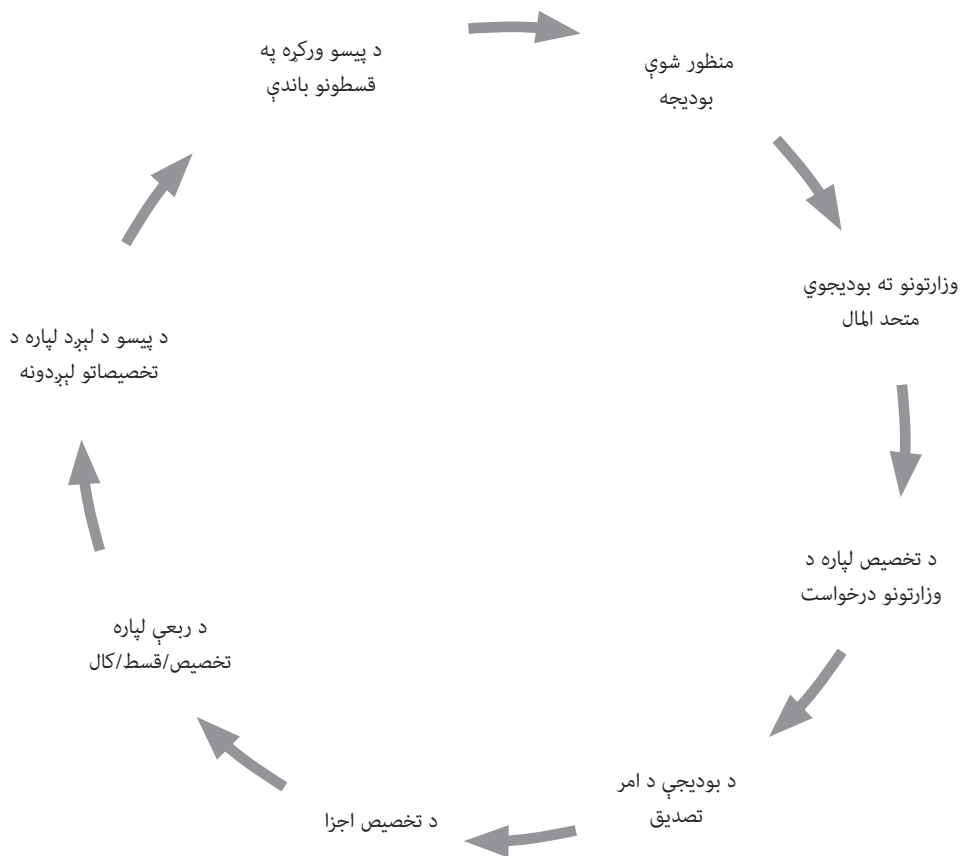 منظور شوې
بودیجه
وزارتونو ته بودیجوي
متحد المال
د تخصیص لپاره د
وزارتونو درخواست
د بودیجې د امر
تصدیق
د تخصیص اجزا
د ربعې لپاره
تخصیص/قسط/کال
د پیسو د لېږد لپاره د
تخصیصاتو لېږدونه
د پیسو ورکړه په
قسطونو باندې